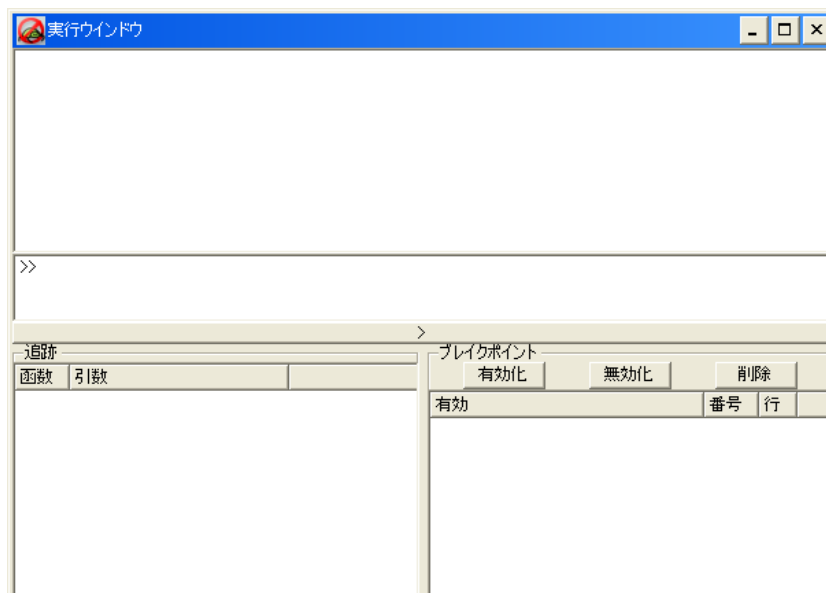 実行ウインドウ
>>
>
追跡
函数 引数
ブレイクポイント
有効化 無効化 削除
有効 番号 行